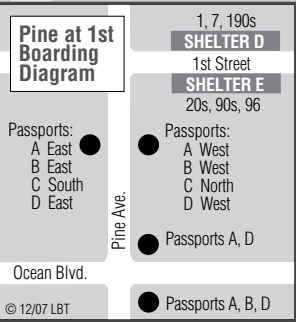 Pine at 1st
Boarding
Diagram
1, 7, 190s
SHELTER D
1st Street
SHELTER E
20s, 90s, 96
Passports:
A East
B East
C South
D East
Passports:
A West
B West
C North
D West
Pine Ave.
Passports A, D
Ocean Blvd.
Passports A, B, D
© 12/07 LBT